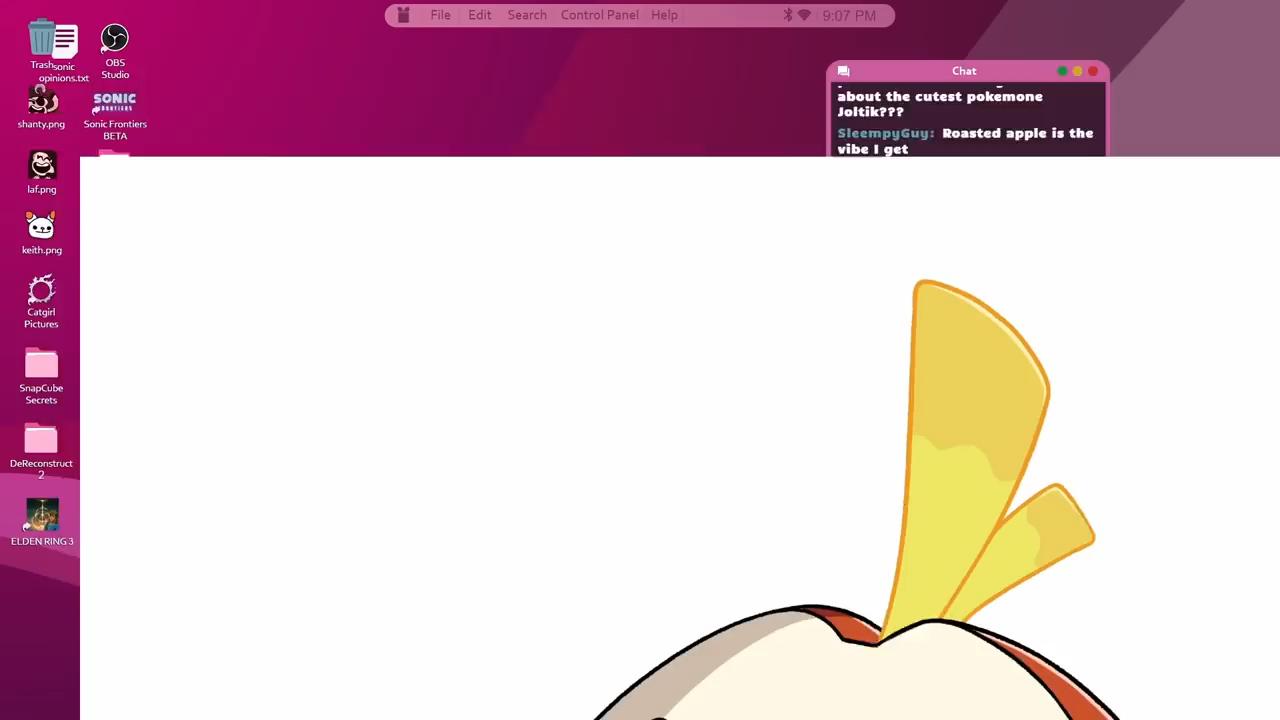 File Edit Search Control Panel Help 9:07 PM
Trash
sonic
opinions.txt
OBS
Studio
shanty.png
SONIC
Sonic Frontiers
BETA
laf.png
keith.png
Catgirl
Pictures
SnapCube
Secrets
DeReconstruct
2
ELDEN RING 3
Chat
about the cutest pokemone
Joltik???
SleempyGuy: Roasted apple is the
vibe I get